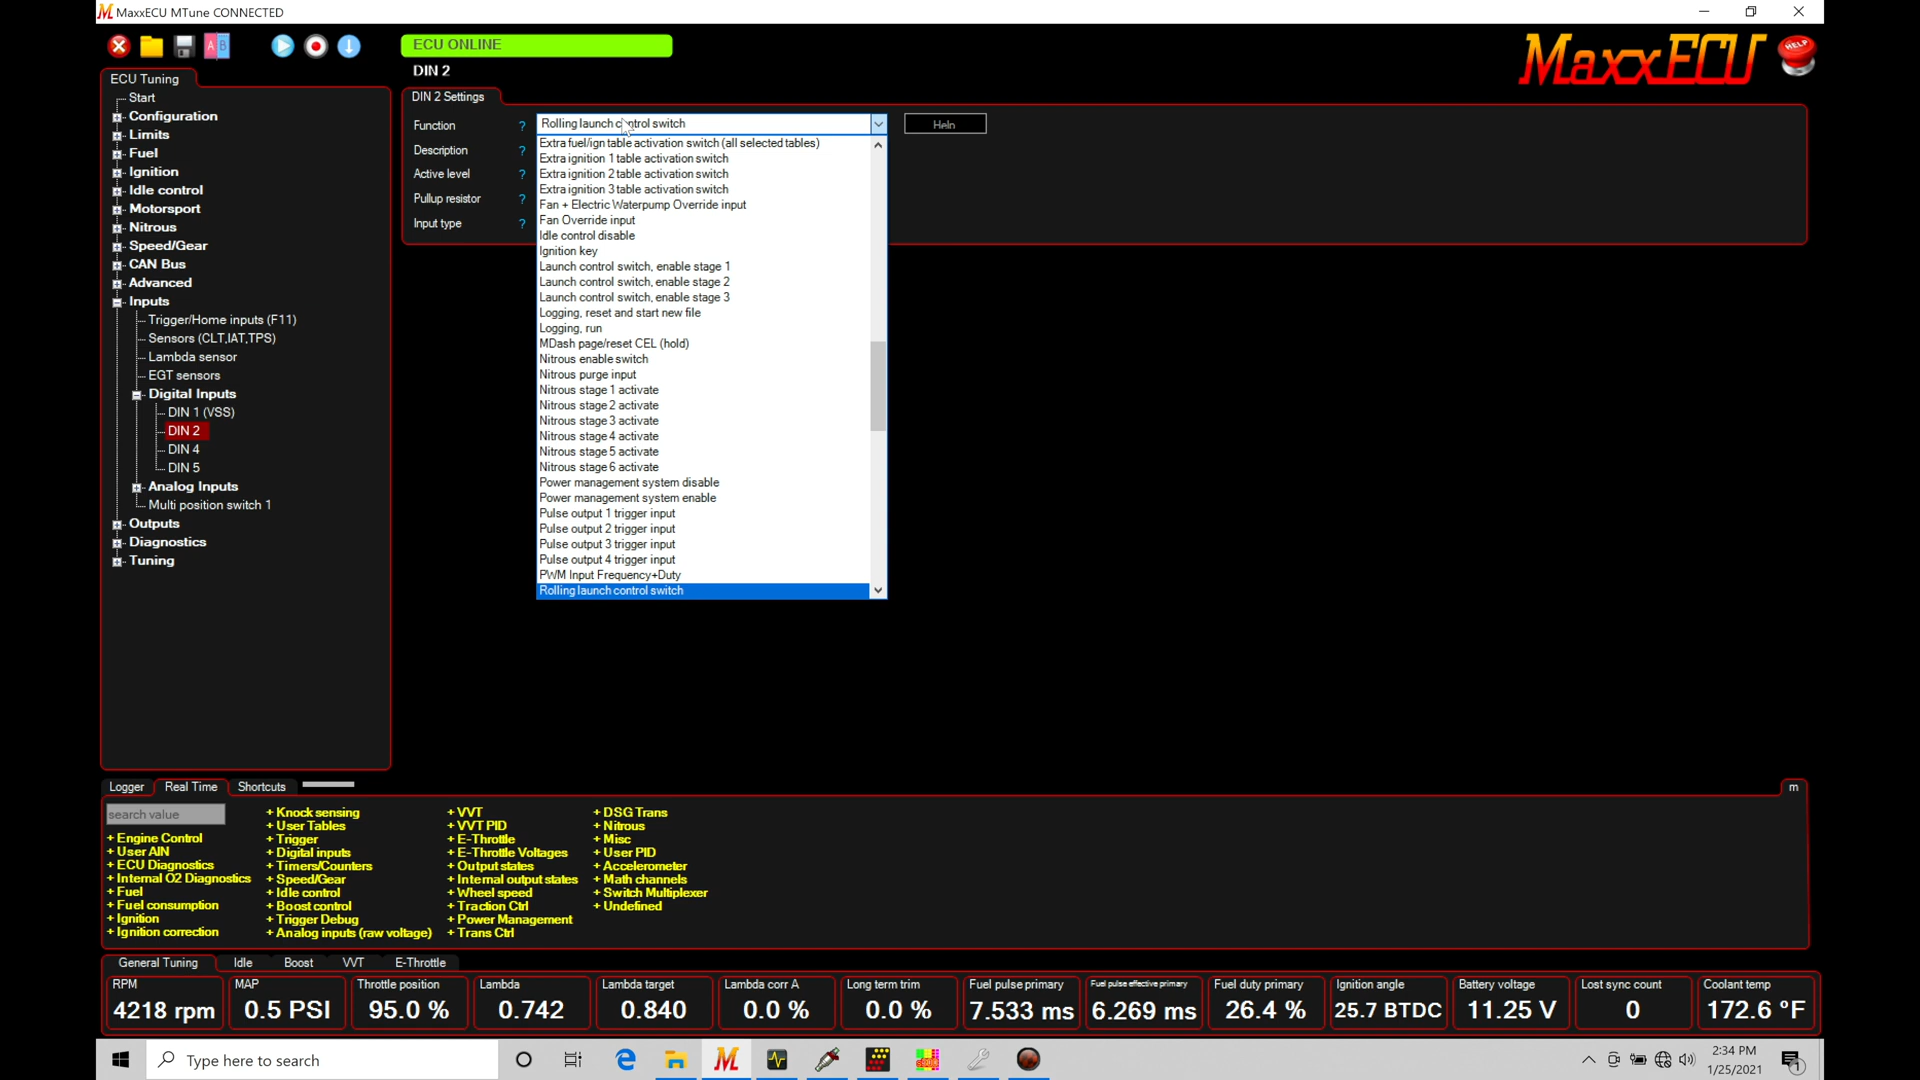 MaxxECU MTune CONNECTED
ECU ONLINE
MaxxECU
HELP
A B
DIN 2
ECU Tuning
Start
Configuration
Limits
Fuel
Ignition
Idle control
Motorsport
Nitrous
Speed/Gear
CAN Bus
Advanced
Inputs
Trigger/Home inputs (F11)
Sensors (CLT,IAT,TPS)
Lambda sensor
EGT sensors
Digital Inputs
DIN 1 (VSS)
DIN 2
DIN 4
DIN 5
Analog Inputs
Multi position switch 1
Outputs
Diagnostics
Tuning
DIN 2 Settings
Function ? Rolling launch control switch Help
Description ?
Active level ?
Pullup resistor ?
Input type ?
Extra fuel/ign table activation switch (all selected tables)
Extra ignition 1 table activation switch
Extra ignition 2 table activation switch
Extra ignition 3 table activation switch
Fan + Electric Waterpump Override input
Fan Override input
Idle control disable
Ignition key
Launch control switch, enable stage 1
Launch control switch, enable stage 2
Launch control switch, enable stage 3
Logging, reset and start new file
Logging, run
MDash page/reset CEL (hold)
Nitrous enable switch
Nitrous purge input
Nitrous stage 1 activate
Nitrous stage 2 activate
Nitrous stage 3 activate
Nitrous stage 4 activate
Nitrous stage 5 activate
Nitrous stage 6 activate
Power management system disable
Power management system enable
Pulse output 1 trigger input
Pulse output 2 trigger input
Pulse output 3 trigger input
Pulse output 4 trigger input
PWM Input Frequency+Duty
Rolling launch control switch
Logger Real Time Shortcuts m
search value
+ Engine Control
+ User AIN
+ ECU Diagnostics
+ Internal O2 Diagnostics
+ Fuel
+ Fuel consumption
+ Ignition
+ Ignition correction
+ Knock sensing
+ User Tables
+ Trigger
+ Digital inputs
+ Timers/Counters
+ Speed/Gear
+ Idle control
+ Boost control
+ Trigger Debug
+ Analog inputs (raw voltage)
+ VVT
+ VVT PID
+ E-Throttle
+ E-Throttle Voltages
+ Output states
+ Internal output states
+ Wheel speed
+ Traction Ctrl
+ Power Management
+ Trans Ctrl
+ DSG Trans
+ Nitrous
+ Misc
+ User PID
+ Accelerometer
+ Math channels
+ Switch Multiplexer
+ Undefined
General Tuning Idle Boost VVT E-Throttle
RPM
4218 rpm
MAP
0.5 PSI
Throttle position
95.0 %
Lambda
0.742
Lambda target
0.840
Lambda corr A
0.0 %
Long term trim
0.0 %
Fuel pulse primary
7.533 ms
Fuel pulse effective primary
6.269 ms
Fuel duty primary
26.4 %
Ignition angle
25.7 BTDC
Battery voltage
11.25 V
Lost sync count
0
Coolant temp
172.6 °F
Type here to search
2:34 PM
1/25/2021
1